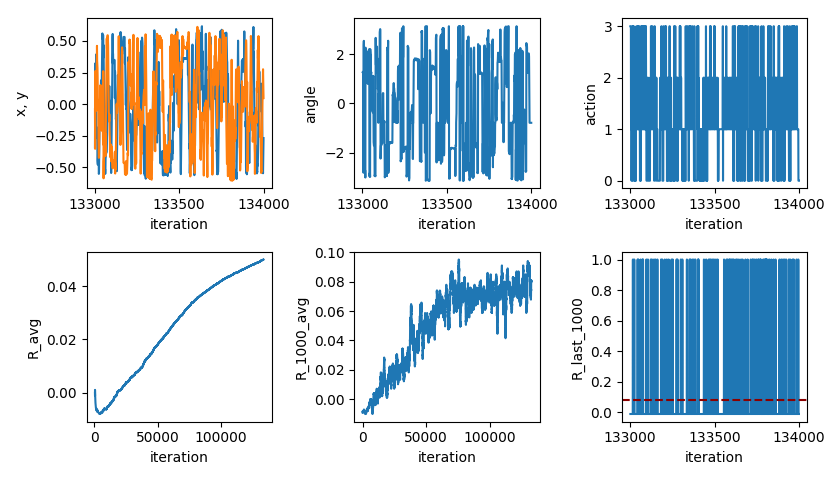 x, y
0.50
0.25
0.00
−0.25
−0.50
133000 133500 134000
iteration
angle
2
0
−2
133000 133500 134000
iteration
action
3
2
1
0
133000 133500 134000
iteration
R_avg
0.04
0.02
0.00
0 50000 100000
iteration
R_1000_avg
0.10
0.08
0.06
0.04
0.02
0.00
0 50000 100000
iteration
R_last_1000
1.0
0.8
0.6
0.4
0.2
0.0
133000 133500 134000
iteration